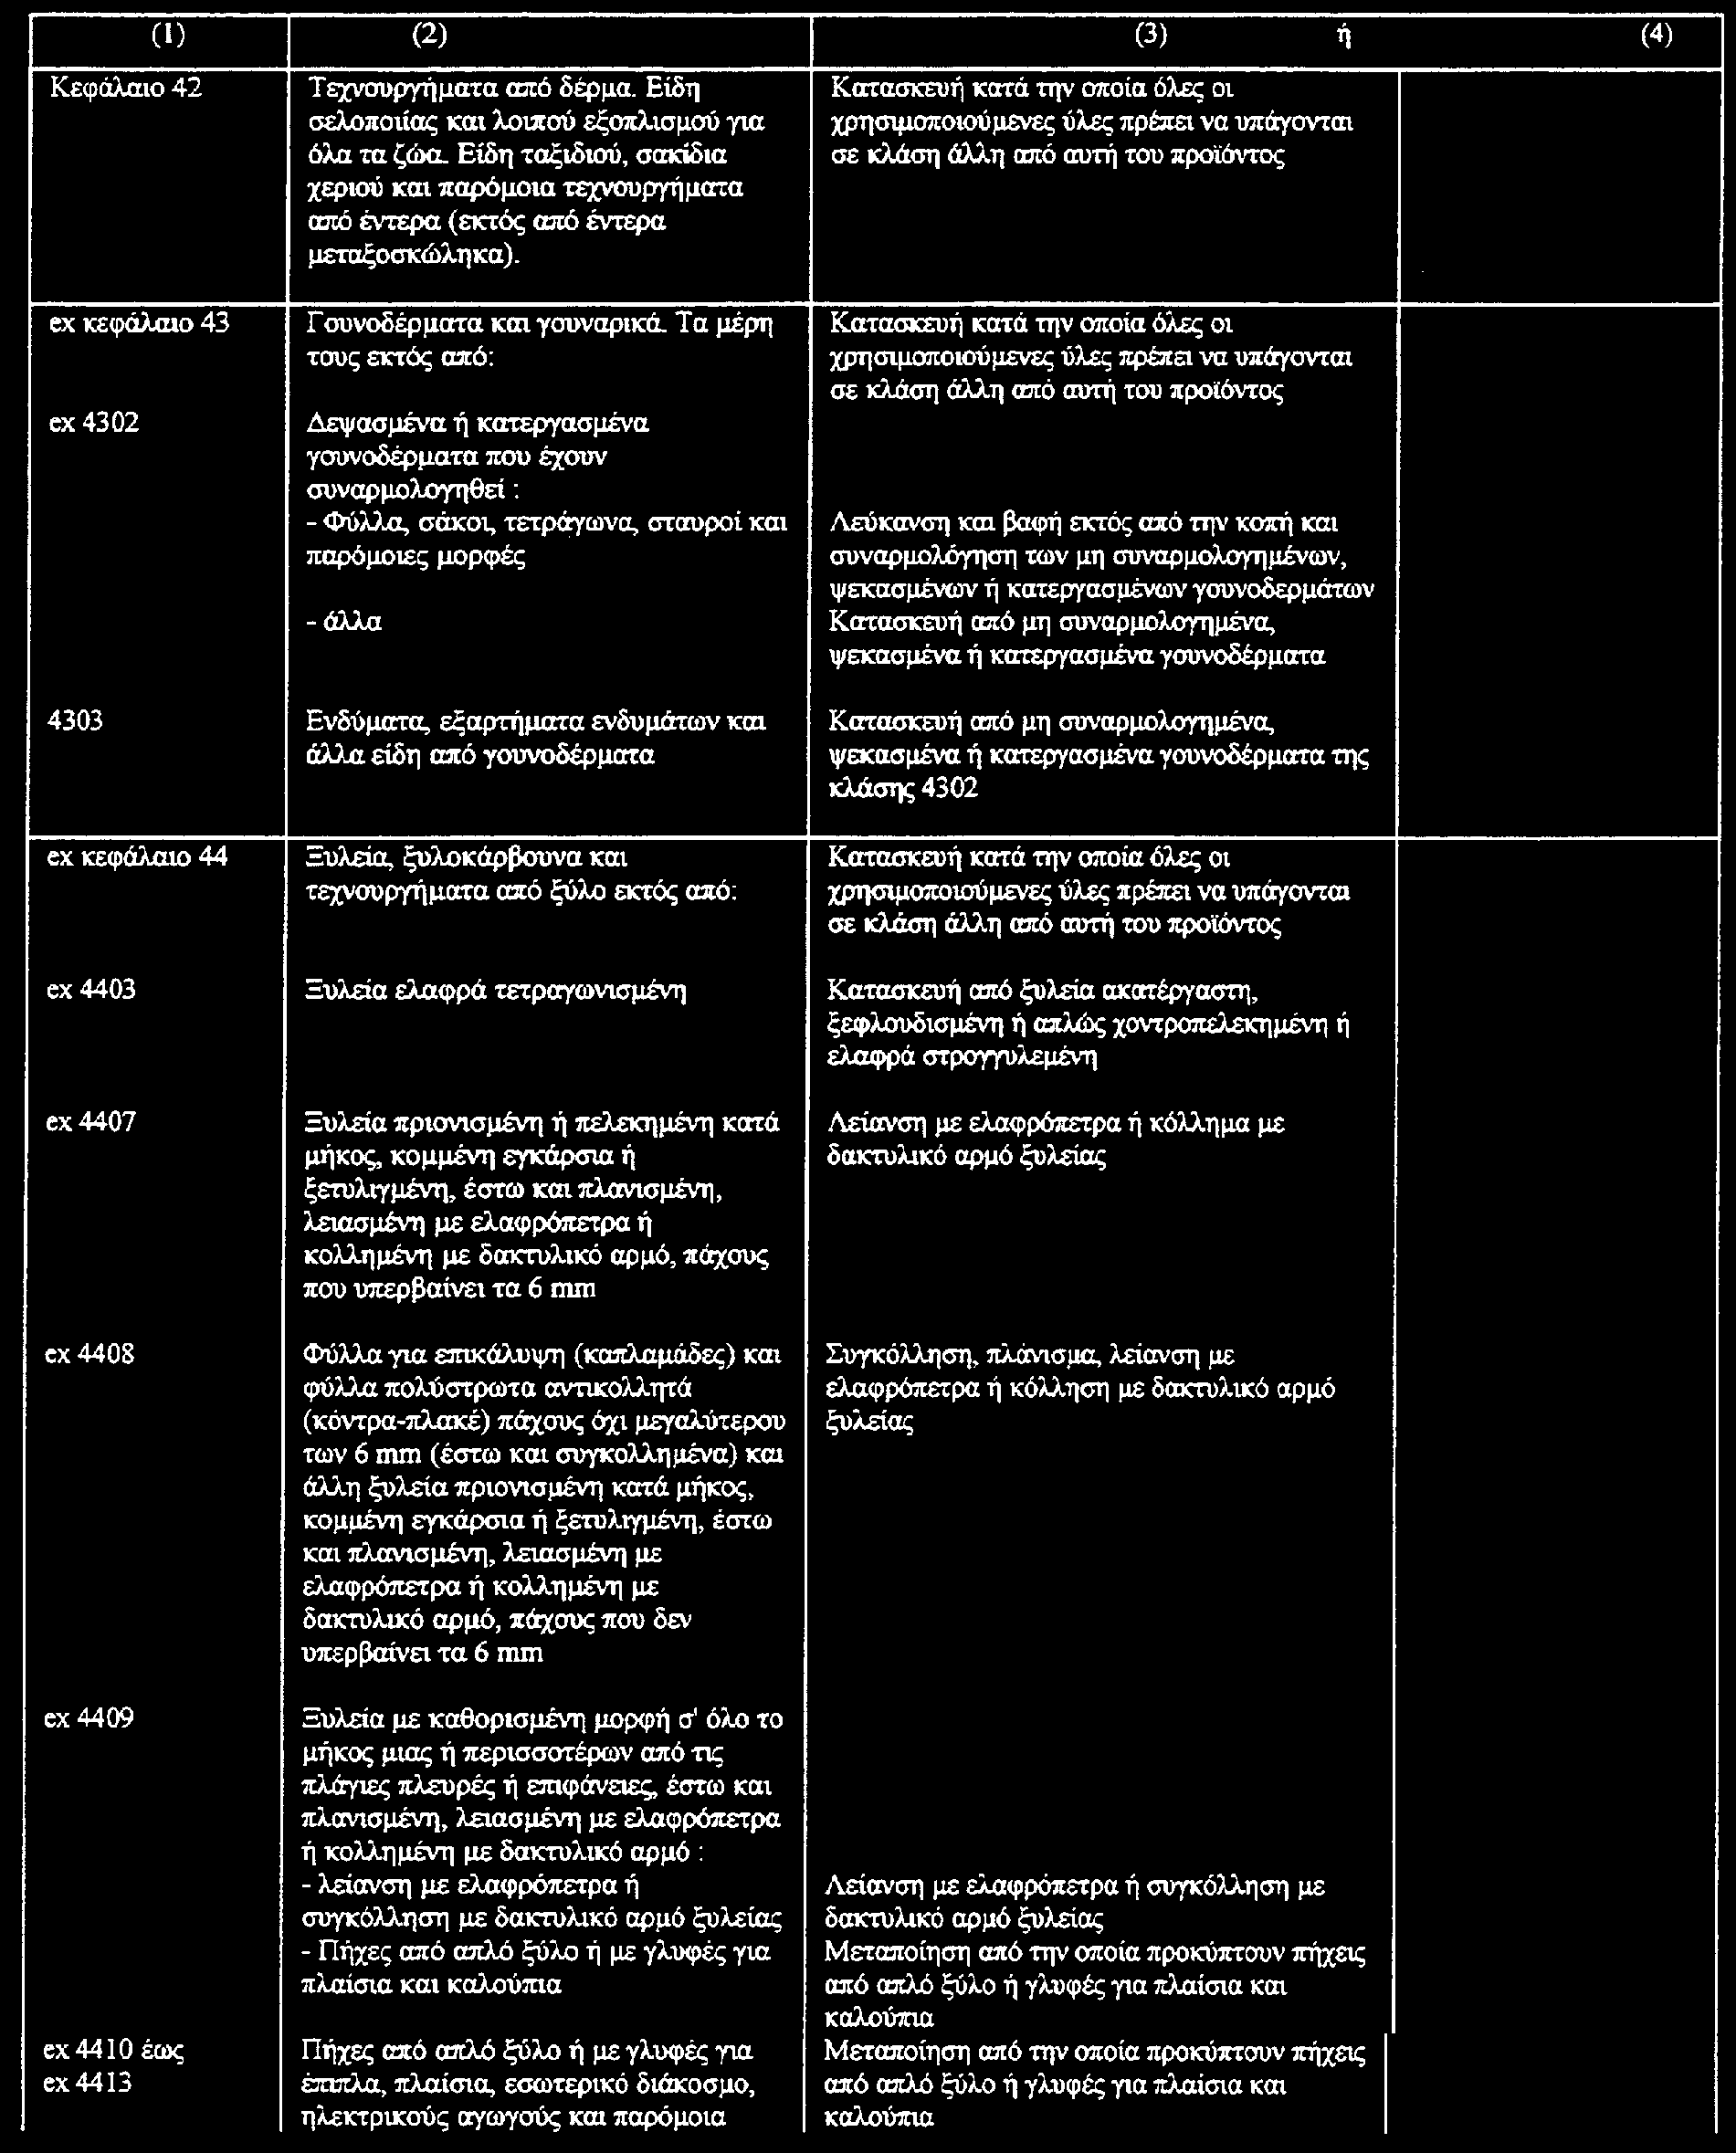 (1) (2) (3) ή (4)
Κεφάλαιο 42
Τεχνουργήματα από δέρμα. Είδη
σελοποιίας και λοιπού εξοπλισμού για
όλα τα ζώα. Είδη ταξιδιού, σακίδια
χεριού και παρόμοια τεχνουργήματα
από έντερα (εκτός από έντερα
μεταξοσκώληκα).
Κατασκευή κατά την οποία όλες οι
χρησιμοποιούμενες ύλες πρέπει να υπάγονται
σε κλάση άλλη από αυτή του προϊόντος
ex κεφάλαιο 43
Γουνοδέρματα και γουναρικά. Τα μέρη
τους εκτός από:
Κατασκευή κατά την οποία όλες οι
χρησιμοποιούμενες ύλες πρέπει να υπάγονται
σε κλάση άλλη από αυτή του προϊόντος
ex 4302
Δεψασμένα ή κατεργασμένα
γουνοδέρματα που έχουν
συναρμολογηθεί :
- Φύλλα, σάκοι, τετράγωνα, σταυροί και
παρόμοιες μορφές
Λεύκανση και βαφή εκτός από την κοπή και
συναρμολόγηση των μη συναρμολογημένων,
ψεκασμένων ή κατεργασμένων γουνοδερμάτων
- άλλα
Κατασκευή από μη συναρμολογημένα,
ψεκασμένα ή κατεργασμένα γουνοδέρματα
4303
Ενδύματα, εξαρτήματα ενδυμάτων και
άλλα είδη από γουνοδέρματα
Κατασκευή από μη συναρμολογημένα,
ψεκασμένα ή κατεργασμένα γουνοδέρματα της
κλάσης 4302
ex κεφάλαιο 44
Ξυλεία, ξυλοκάρβουνα και
τεχνουργήματα από ξύλο εκτός από:
Κατασκευή κατά την οποία όλες οι
χρησιμοποιούμενες ύλες πρέπει να υπάγονται
σε κλάση άλλη από αυτή του προϊόντος
ex 4403
Ξυλεία ελαφρά τετραγωνισμένη
Κατασκευή από ξυλεία ακατέργαστη,
ξεφλουδισμένη ή απλώς χοντροπελεκημένη ή
ελαφρά στρογγυλεμένη
ex 4407
Ξυλεία πριονισμένη ή πελεκημένη κατά
μήκος, κομμένη εγκάρσια ή
ξετυλιγμένη, έστω και πλανισμένη,
λειασμένη με ελαφρόπετρα ή
κολλημένη με δακτυλικό αρμό, πάχους
που υπερβαίνει τα 6 mm
Λείανση με ελαφρόπετρα ή κόλλημα με
δακτυλικό αρμό ξυλείας
ex 4408
Φύλλα για επικάλυψη (καπλαμάδες) και
φύλλα πολύστρωτα αντικολλητά
(κόντρα-πλακέ) πάχους όχι μεγαλύτερου
των 6 mm (έστω και συγκολλημένα) και
άλλη ξυλεία πριονισμένη κατά μήκος,
κομμένη εγκάρσια ή ξετυλιγμένη, έστω
και πλανισμένη, λειασμένη με
ελαφρόπετρα ή κολλημένη με
δακτυλικό αρμό, πάχους που δεν
υπερβαίνει τα 6 mm
Συγκόλληση, πλάνισμα, λείανση με
ελαφρόπετρα ή κόλληση με δακτυλικό αρμό
ξυλείας
ex 4409
Ξυλεία με καθορισμένη μορφή σ' όλο το
μήκος μιας ή περισσοτέρων από τις
πλάγιες πλευρές ή επιφάνειες, έστω και
πλανισμένη, λειασμένη με ελαφρόπετρα
ή κολλημένη με δακτυλικό αρμό :
- λείανση με ελαφρόπετρα ή
συγκόλληση με δακτυλικό αρμό ξυλείας
Λείανση με ελαφρόπετρα ή συγκόλληση με
δακτυλικό αρμό ξυλείας
- Πήχες από απλό ξύλο ή με γλυφές για
πλαίσια και καλούπια
Μεταποίηση από την οποία προκύπτουν πήχεις
από απλό ξύλο ή γλυφές για πλαίσια και
καλούπια
ex 4410 έως
ex 4413
Πήχες από απλό ξύλο ή με γλυφές για
έπιπλα, πλαίσια, εσωτερικό διάκοσμο,
ηλεκτρικούς αγωγούς και παρόμοια
Μεταποίηση από την οποία προκύπτουν πήχεις
από απλό ξύλο ή γλυφές για πλαίσια και
καλούπια